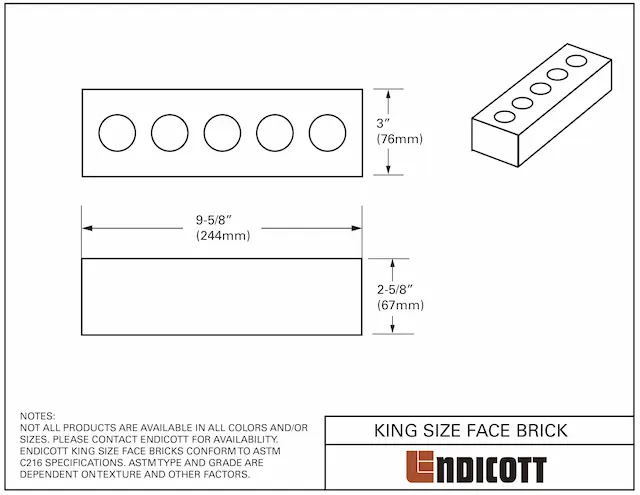 3"
(76mm)
9-5/8"
(244mm)
2-5/8"
(67mm)
NOTES:
NOT ALL PRODUCTS ARE AVAILABLE IN ALL COLORS AND/OR
SIZES. PLEASE CONTACT ENDICOTT FOR AVAILABILITY.
ENDICOTT KING SIZE FACE BRICKS CONFORM TO ASTM
C216 SPECIFICATIONS. ASTM TYPE AND GRADE ARE
DEPENDENT ON TEXTURE AND OTHER FACTORS.
KING SIZE FACE BRICK
ENDICOTT